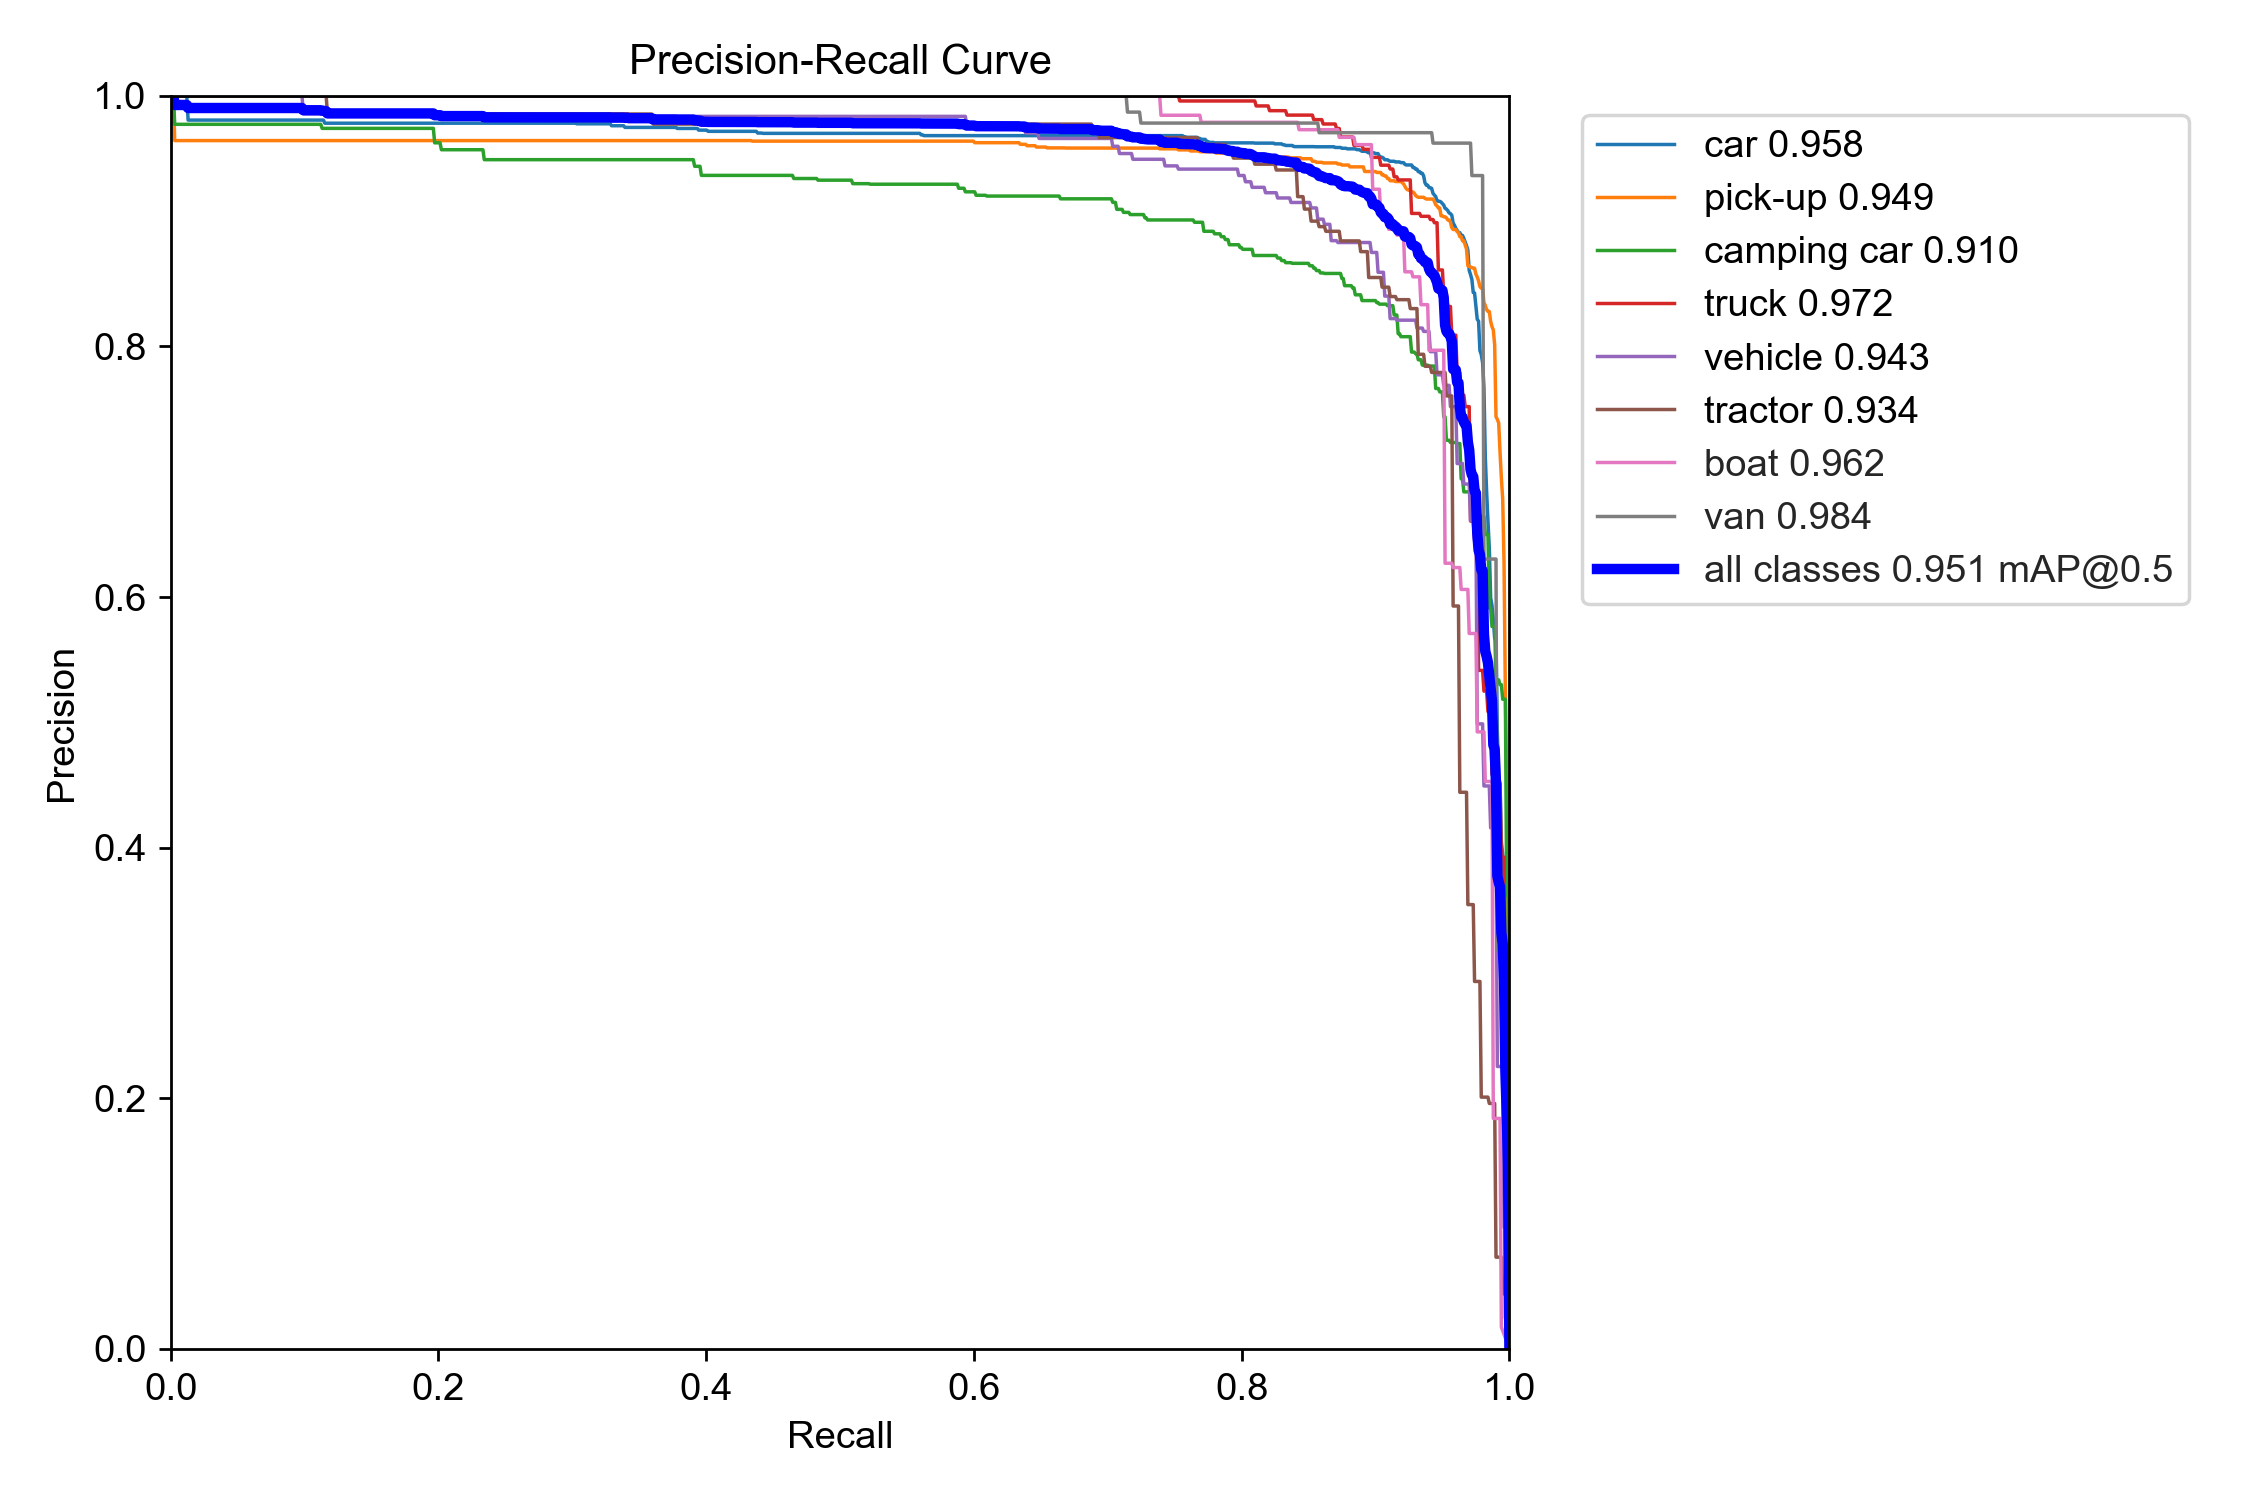 Precision-Recall Curve
1.0
0.8
0.6
0.4
0.2
0.0
Precision
0.0 0.2 0.4 0.6 0.8 1.0
Recall
car 0.958
pick-up 0.949
camping car 0.910
truck 0.972
vehicle 0.943
tractor 0.934
boat 0.962
van 0.984
all classes 0.951 mAP@0.5